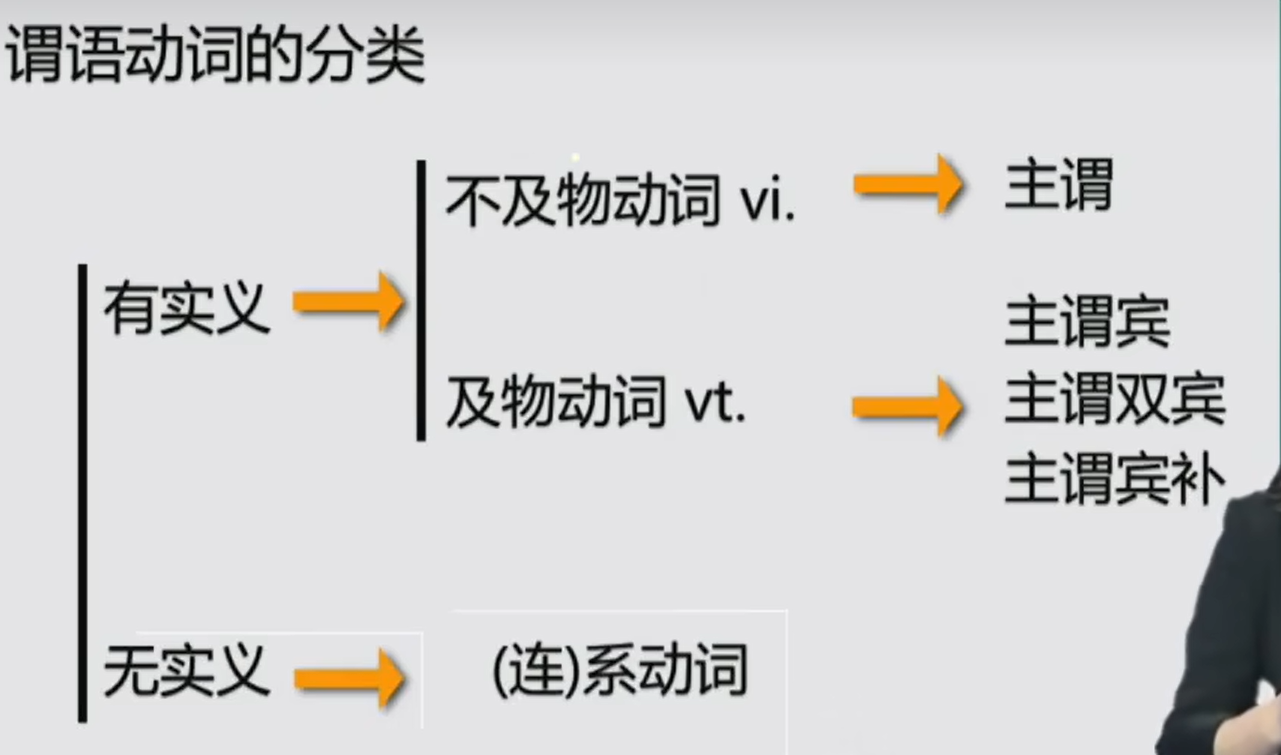 谓语动词的分类
不及物动词 vi.
主谓
有实义
主谓宾
及物动词 vt.
主谓双宾
主谓宾补
无实义
(连)系动词